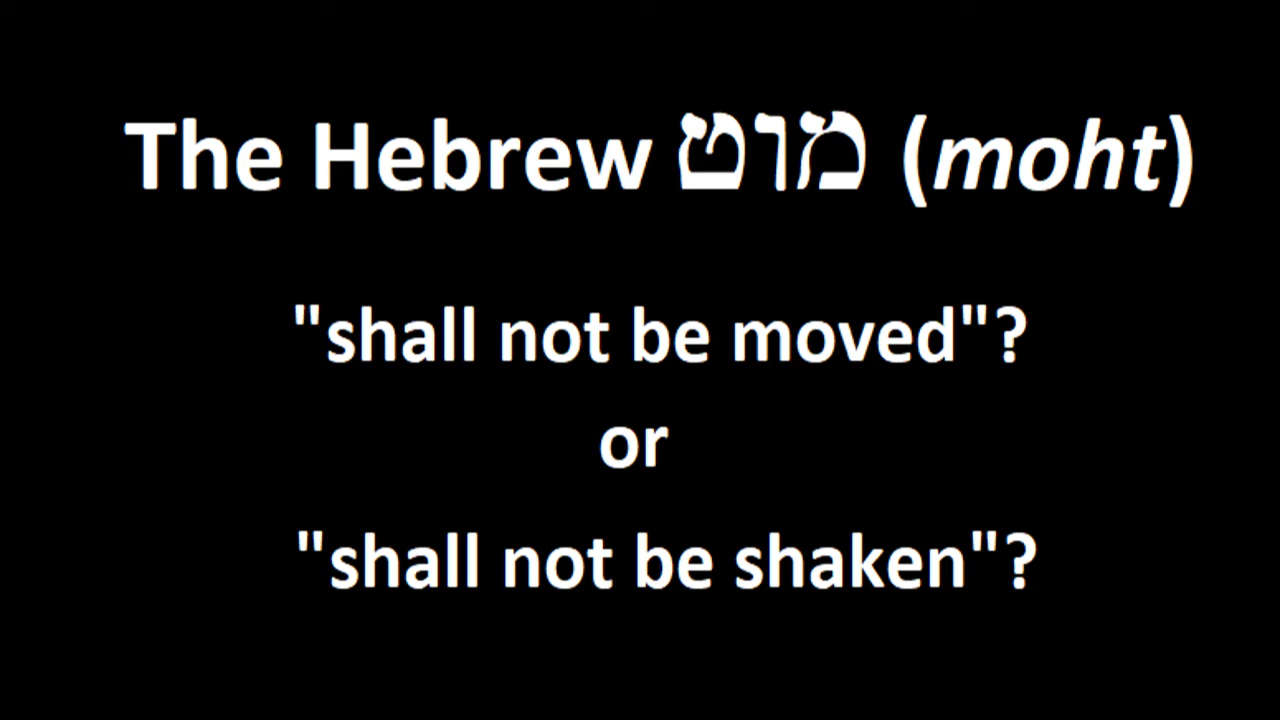 The Hebrew מוט (moht)
"shall not be moved"?
or
"shall not be shaken"?